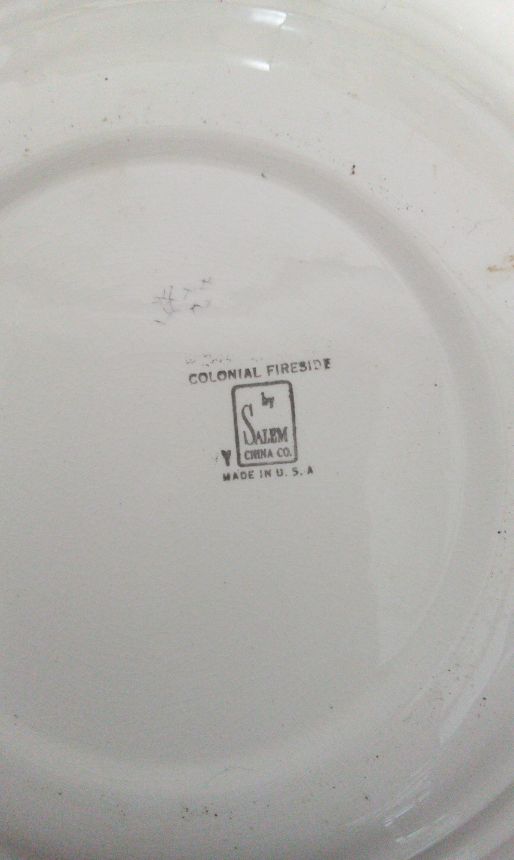 COLONIAL FIRESIDE
by
SALEM
CHINA CO.
MADE IN U.S.A